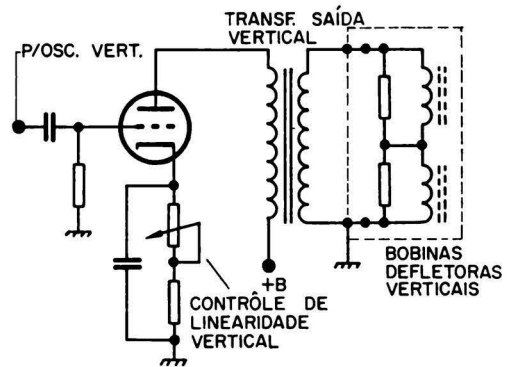 TRANSF. SAÍDA
VERTICAL
P/OSC. VERT.
+B
CONTRÔLE DE
LINEARIDADE
VERTICAL
BOBINAS
DEFLETORAS
VERTICAIS